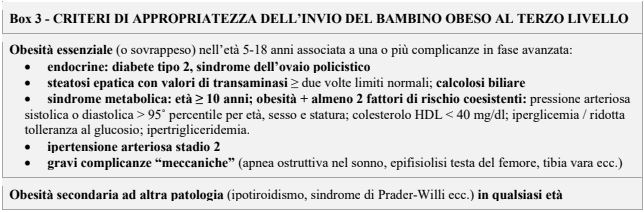 Box 3 - CRITERI DI APPROPRIATEZZA DELL'INVIO DEL BAMBINO OBESO AL TERZO LIVELLO
Obesità essenziale (o sovrappeso) nell'età 5-18 anni associata a una o più complicanze in fase avanzata:
• endocrine: diabete tipo 2, sindrome dell'ovaio policistico
• steatosi epatica con valori di transaminasi ≥ due volte limiti normali; calcolosi biliare
• sindrome metabolica: età ≥ 10 anni; obesità + almeno 2 fattori di rischio coesistenti: pressione arteriosa
sistolica o diastolica > 95˚ percentile per età, sesso e statura; colesterolo HDL < 40 mg/dl; iperglicemia / ridotta
tolleranza al glucosio; ipertrigliceridemia.
• ipertensione arteriosa stadio 2
• gravi complicanze “meccaniche“ (apnea ostruttiva nel sonno, epifisiolisi testa del femore, tibia vara ecc.)
Obesità secondaria ad altra patologia (ipotiroidismo, sindrome di Prader-Willi ecc.) in qualsiasi età